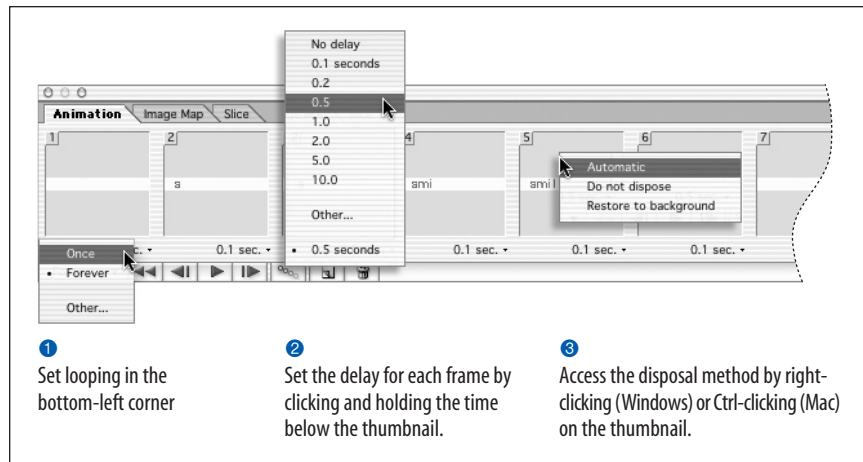 No delay
0.1 seconds
0.2
0.5
1.0
2.0
5.0
10.0
Other...
• 0.5 seconds
Animation Image Map Slice
1 2 4 5 6 7
s smi smil
Automatic
Do not dispose
Restore to background
0.1 sec. 0.1 sec. 0.1 sec. 0.1 sec.
Once
• Forever
Other...
1
Set looping in the
bottom-left corner
2
Set the delay for each frame by
clicking and holding the time
below the thumbnail.
3
Access the disposal method by right-
clicking (Windows) or Ctrl-clicking (Mac)
on the thumbnail.